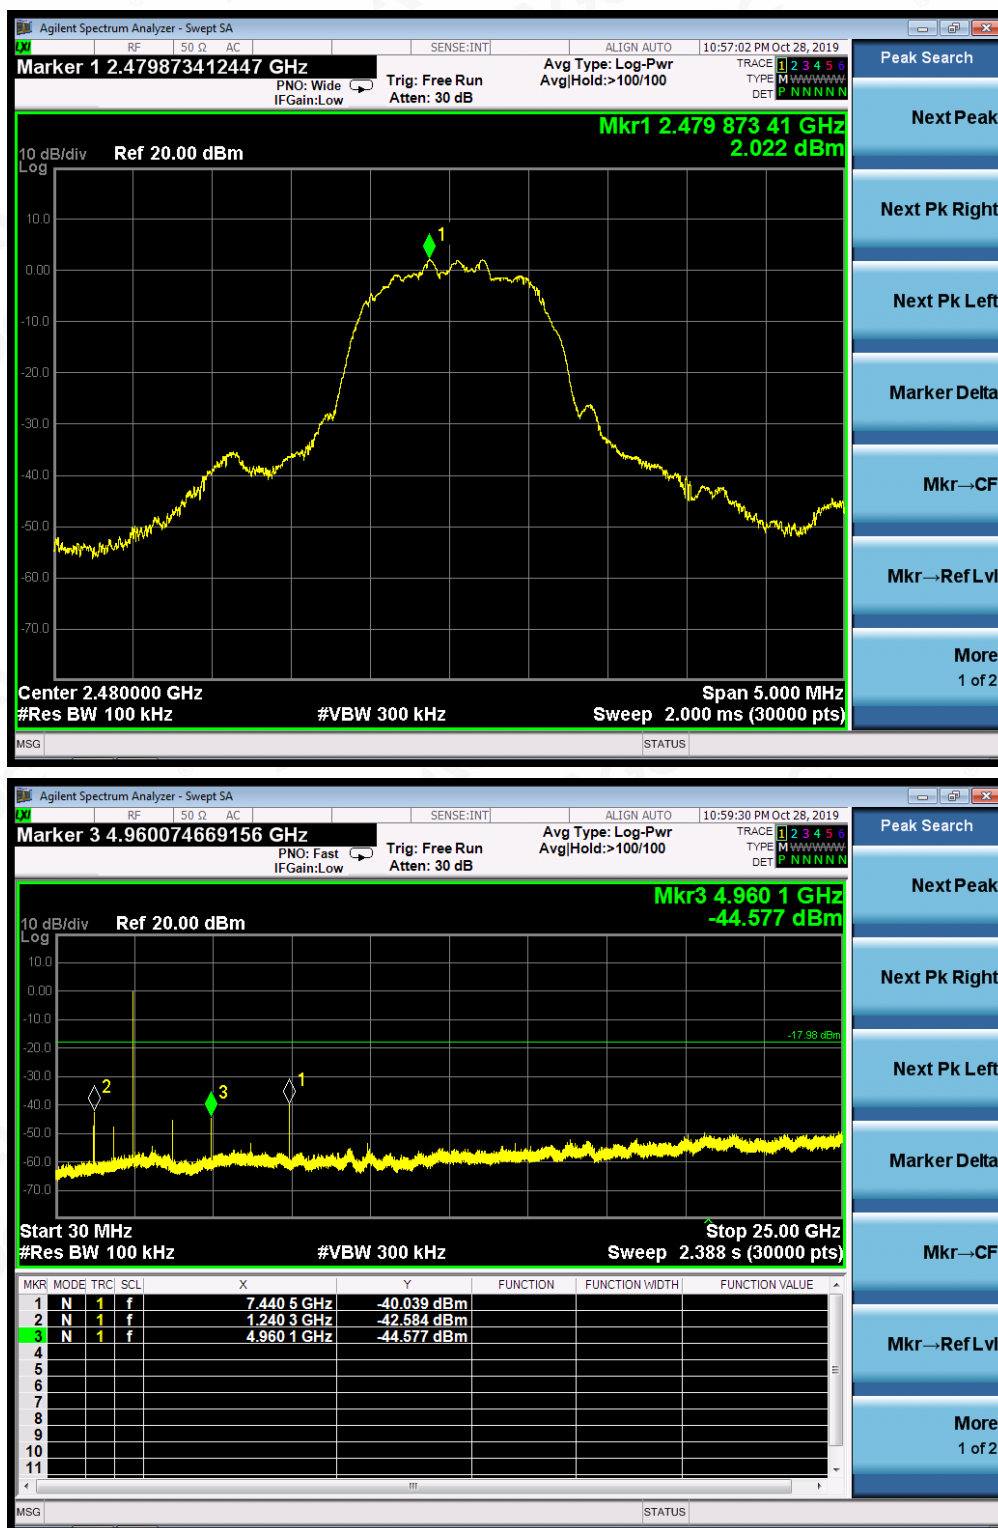 Agilent Spectrum Analyzer - Swept SA
LXI RF 50 Ω AC SENSE:INT ALIGN AUTO 10:57:02 PM Oct 28, 2019
Marker 1 2.479873412447 GHz
PNO: Wide
IFGain:Low
Trig: Free Run
Atten: 30 dB
Avg Type: Log-Pwr
Avg|Hold:>100/100
TRACE 1 2 3 4 5 6
TYPE M WWWWW
DET P N N N N N
Mkr1 2.479 873 41 GHz
2.022 dBm
10 dB/div Ref 20.00 dBm
Log
10.0
0.00
-10.0
-20.0
-30.0
-40.0
-50.0
-60.0
-70.0
1
Center 2.480000 GHz Span 5.000 MHz
#Res BW 100 kHz #VBW 300 kHz Sweep 2.000 ms (30000 pts)
MSG STATUS
Peak Search
Next Peak
Next Pk Right
Next Pk Left
Marker Delta
Mkr→CF
Mkr→Ref Lvl
More
1 of 2
Agilent Spectrum Analyzer - Swept SA
LXI RF 50 Ω AC SENSE:INT ALIGN AUTO 10:59:30 PM Oct 28, 2019
Marker 3 4.960074669156 GHz
PNO: Fast
IFGain:Low
Trig: Free Run
Atten: 30 dB
Avg Type: Log-Pwr
Avg|Hold:>100/100
TRACE 1 2 3 4 5 6
TYPE M WWWWW
DET P N N N N N
Mkr3 4.960 1 GHz
-44.577 dBm
10 dB/div Ref 20.00 dBm
Log
10.0
0.00
-10.0
-20.0
-30.0
-40.0
-50.0
-60.0
-70.0
-17.98 dBm
2
3
1
Start 30 MHz Stop 25.00 GHz
#Res BW 100 kHz #VBW 300 kHz Sweep 2.388 s (30000 pts)
MKR MODE TRC SCL X Y FUNCTION FUNCTION WIDTH FUNCTION VALUE
1 N 1 f 7.440 5 GHz -40.039 dBm
2 N 1 f 1.240 3 GHz -42.584 dBm
3 N 1 f 4.960 1 GHz -44.577 dBm
4
5
6
7
8
9
10
11
MSG STATUS
Peak Search
Next Peak
Next Pk Right
Next Pk Left
Marker Delta
Mkr→CF
Mkr→Ref Lvl
More
1 of 2